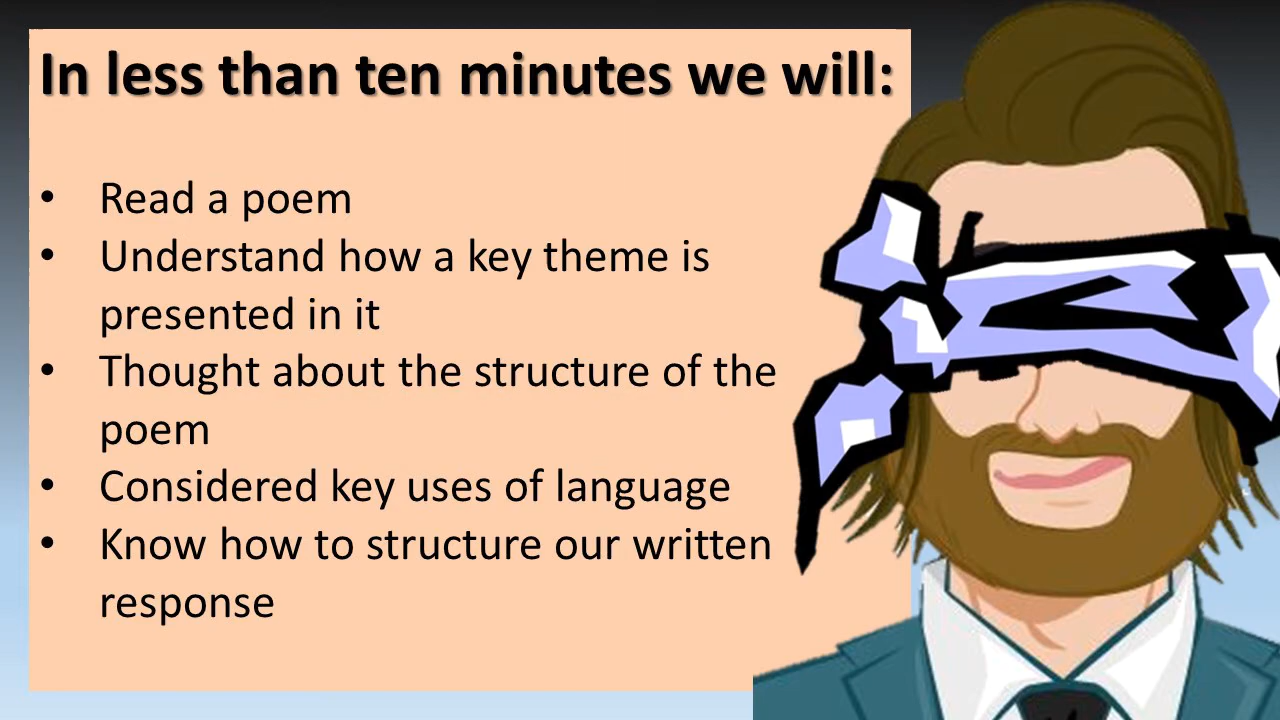 In less than ten minutes we will:
• Read a poem
• Understand how a key theme is
presented in it
• Thought about the structure of the
poem
• Considered key uses of language
• Know how to structure our written
response